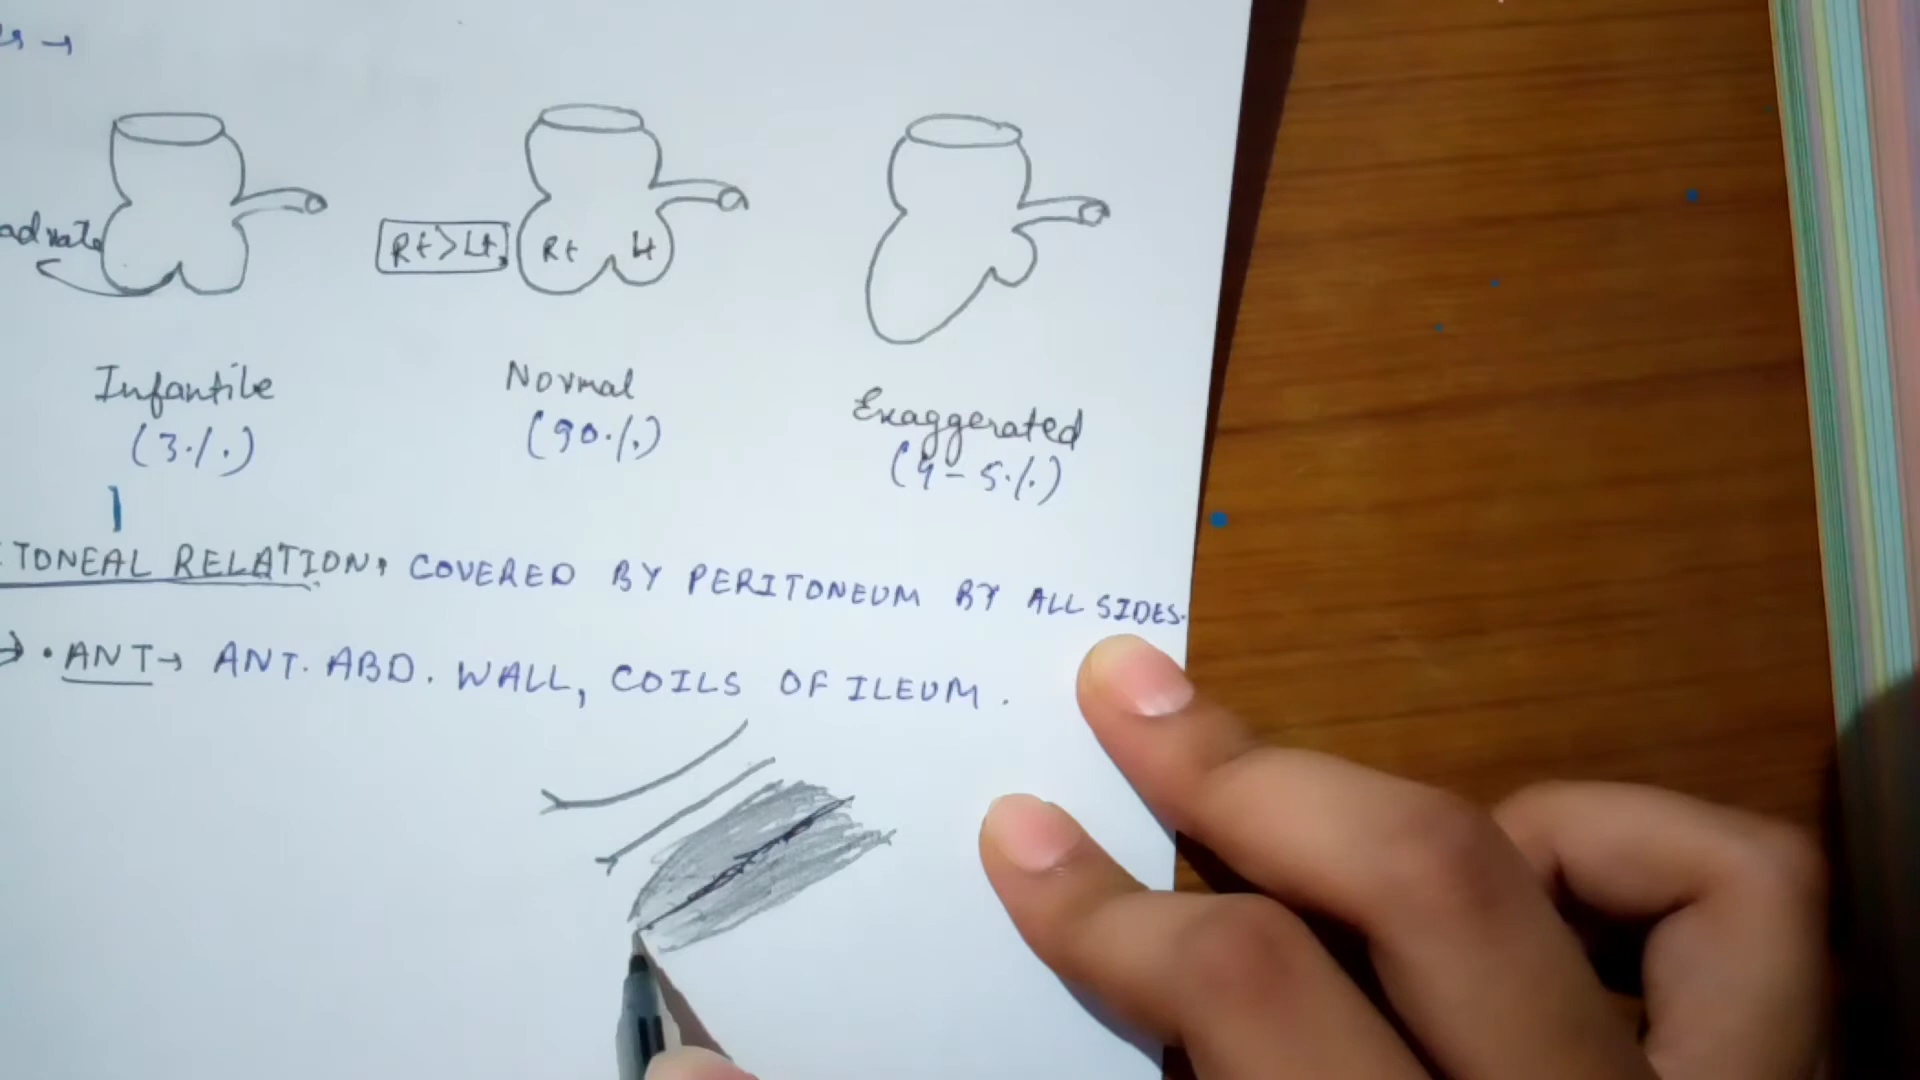 adrate
Rt>Lt
Rt Lt
Infantile
(3%)
Normal
(90%)
Exaggerated
(4-5%)
TONEAL RELATION, COVERED BY PERITONEUM BY ALL SIDES.
→ • ANT → ANT. ABD. WALL, COILS OF ILEUM.